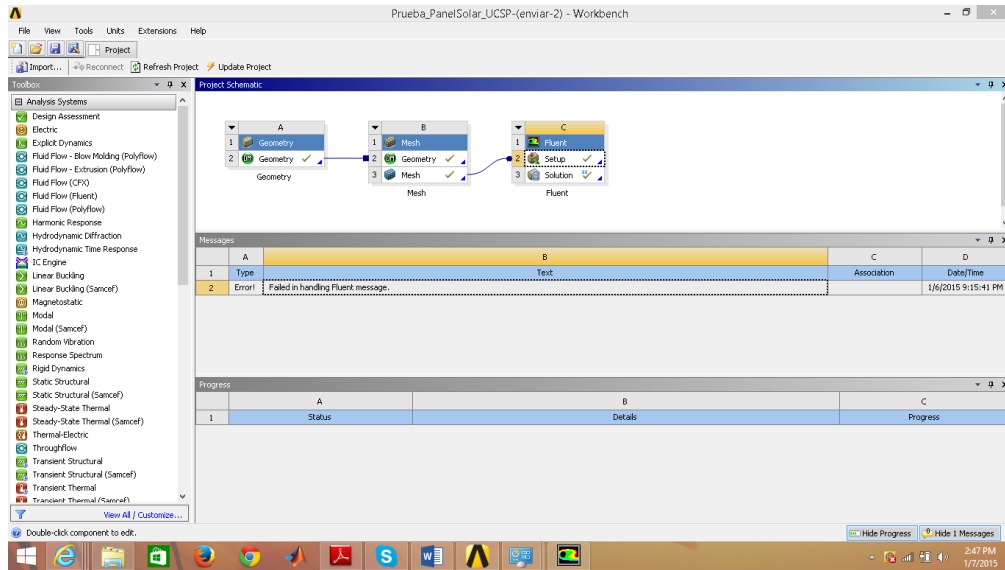 Prueba_PanelSolar_UCSP-(enviar-2) - Workbench
File View Tools Units Extensions Help
Project
Import... Reconnect Refresh Project Update Project
Toolbox
Analysis Systems
Design Assessment
Electric
Explicit Dynamics
Fluid Flow - Blow Molding (Polyflow)
Fluid Flow - Extrusion (Polyflow)
Fluid Flow (CFX)
Fluid Flow (Fluent)
Fluid Flow (Polyflow)
Harmonic Response
Hydrodynamic Diffraction
Hydrodynamic Time Response
IC Engine
Linear Buckling
Linear Buckling (Samcef)
Magnetostatic
Modal
Modal (Samcef)
Random Vibration
Response Spectrum
Rigid Dynamics
Static Structural
Static Structural (Samcef)
Steady-State Thermal
Steady-State Thermal (Samcef)
Thermal-Electric
Throughflow
Transient Structural
Transient Structural (Samcef)
Transient Thermal
Transient Thermal (Samcef)
View All / Customize...
Project Schematic
A
1 Geometry
2 Geometry
Geometry
B
1 Mesh
2 Geometry
3 Mesh
Mesh
C
1 Fluent
2 Setup
3 Solution
Fluent
Messages
A B C D
1 Type Text Association Date/Time
2 Error! Failed in handling Fluent message. 1/6/2015 9:15:41 PM
Progress
A B C
1 Status Details Progress
Double-click component to edit.
Hide Progress Hide 1 Messages
2:47 PM
1/7/2015